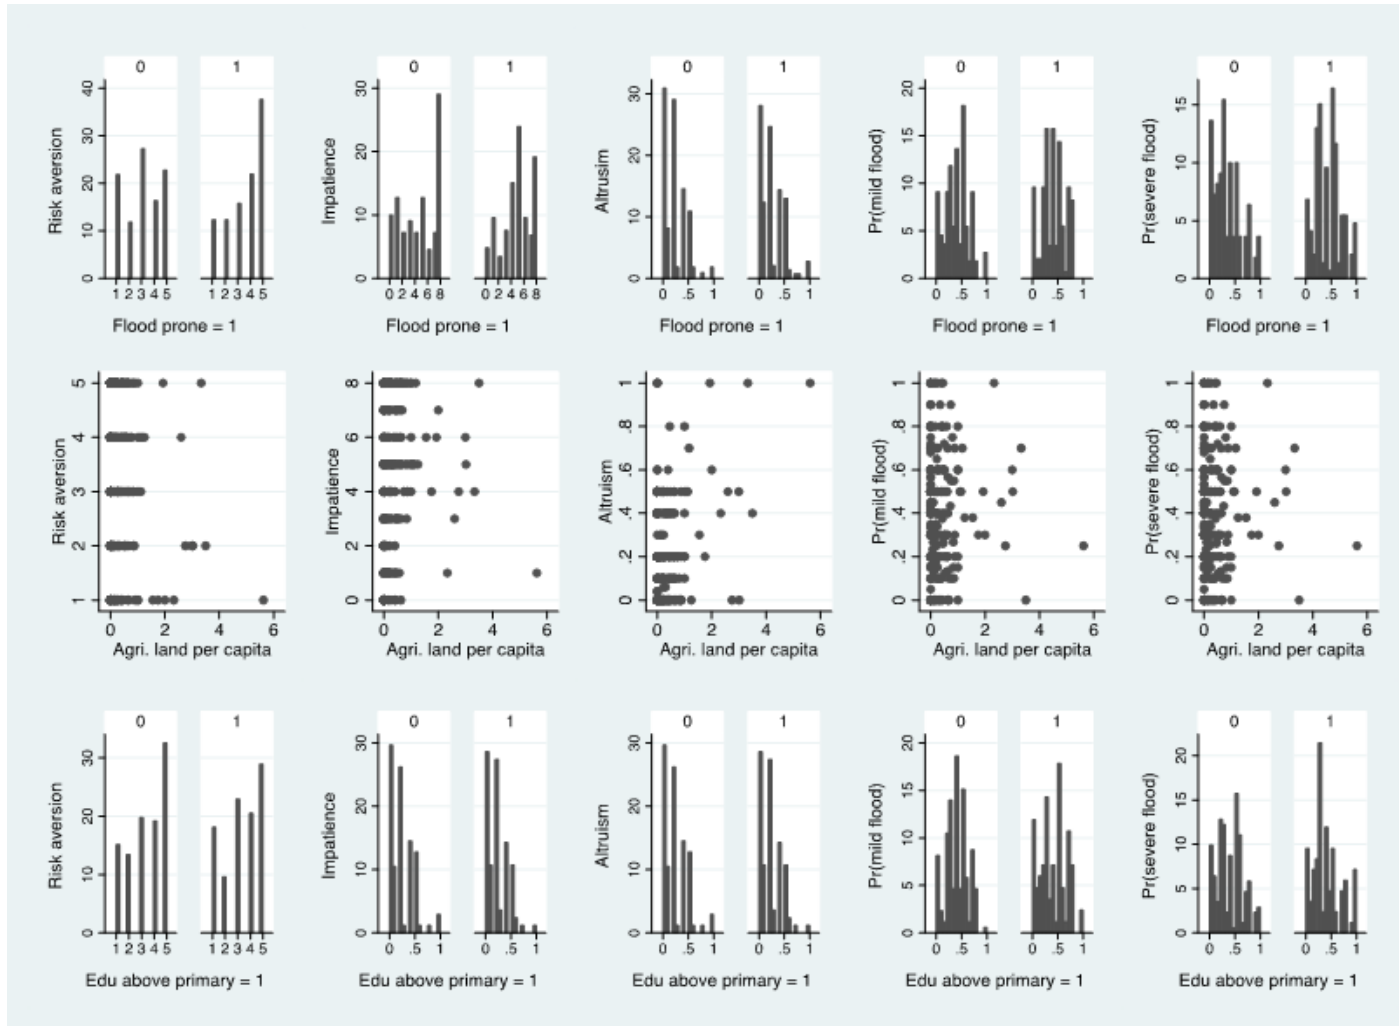 0 1
Risk aversion
0 10 20 30 40
1 2 3 4 5 1 2 3 4 5
Flood prone = 1
0 1
Impatience
0 10 20 30
0 2 4 6 8 0 2 4 6 8
Flood prone = 1
0 1
Altrusim
0 10 20 30
0 .5 1 0 .5 1
Flood prone = 1
0 1
Pr(mild flood)
0 5 10 15 20
0 .5 1 0 .5 1
Flood prone = 1
0 1
Pr(severe flood)
0 5 10 15
0 .5 1 0 .5 1
Flood prone = 1
Risk aversion
1 2 3 4 5
0 2 4 6
Agri. land per capita
Impatience
0 2 4 6 8
0 2 4 6
Agri. land per capita
Altruism
0 .2 .4 .6 .8 1
0 2 4 6
Agri. land per capita
Pr(mild flood)
0 .2 .4 .6 .8 1
0 2 4 6
Agri. land per capita
Pr(severe flood)
0 .2 .4 .6 .8 1
0 2 4 6
Agri. land per capita
0 1
Risk aversion
0 10 20 30
1 2 3 4 5 1 2 3 4 5
Edu above primary = 1
0 1
Impatience
0 10 20 30
0 .5 1 0 .5 1
Edu above primary = 1
0 1
Altruism
0 10 20 30
0 .5 1 0 .5 1
Edu above primary = 1
0 1
Pr(mild flood)
0 5 10 15 20
0 .5 1 0 .5 1
Edu above primary = 1
0 1
Pr(severe flood)
0 5 10 15 20
0 .5 1 0 .5 1
Edu above primary = 1